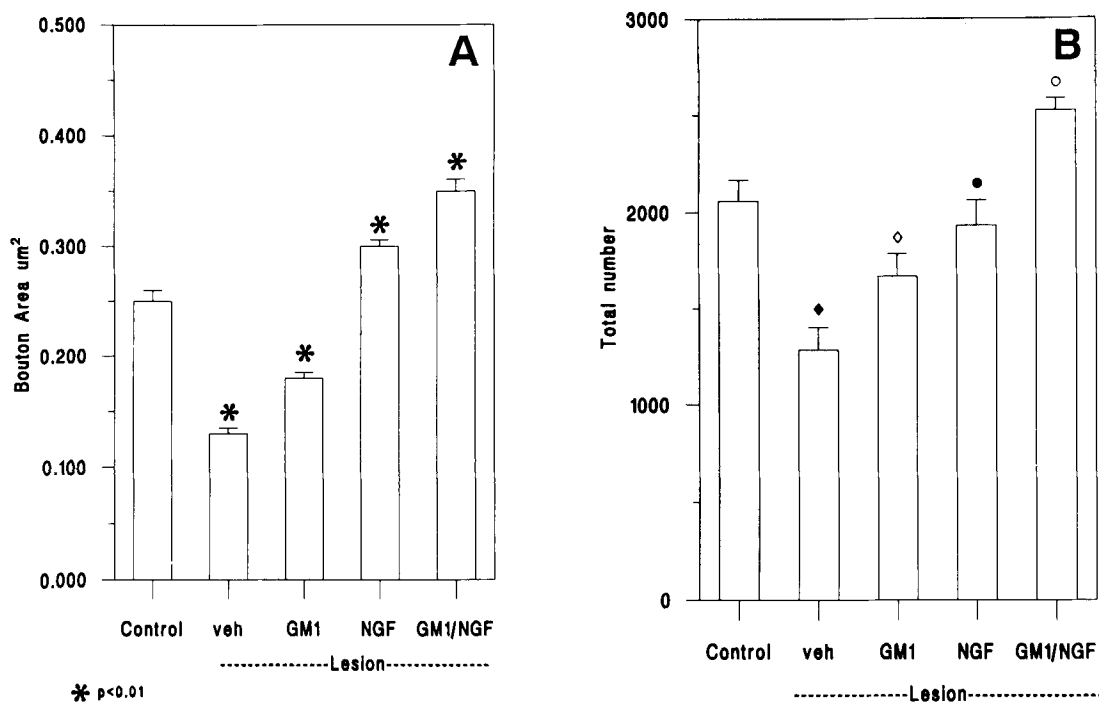 A
Bouton Area um²
0.500
0.400
0.300
0.200
0.100
0.000
Control veh GM1 NGF GM1/NGF
Lesion
* p<0.01
B
Total number
3000
2000
1000
0
Control veh GM1 NGF GM1/NGF
Lesion